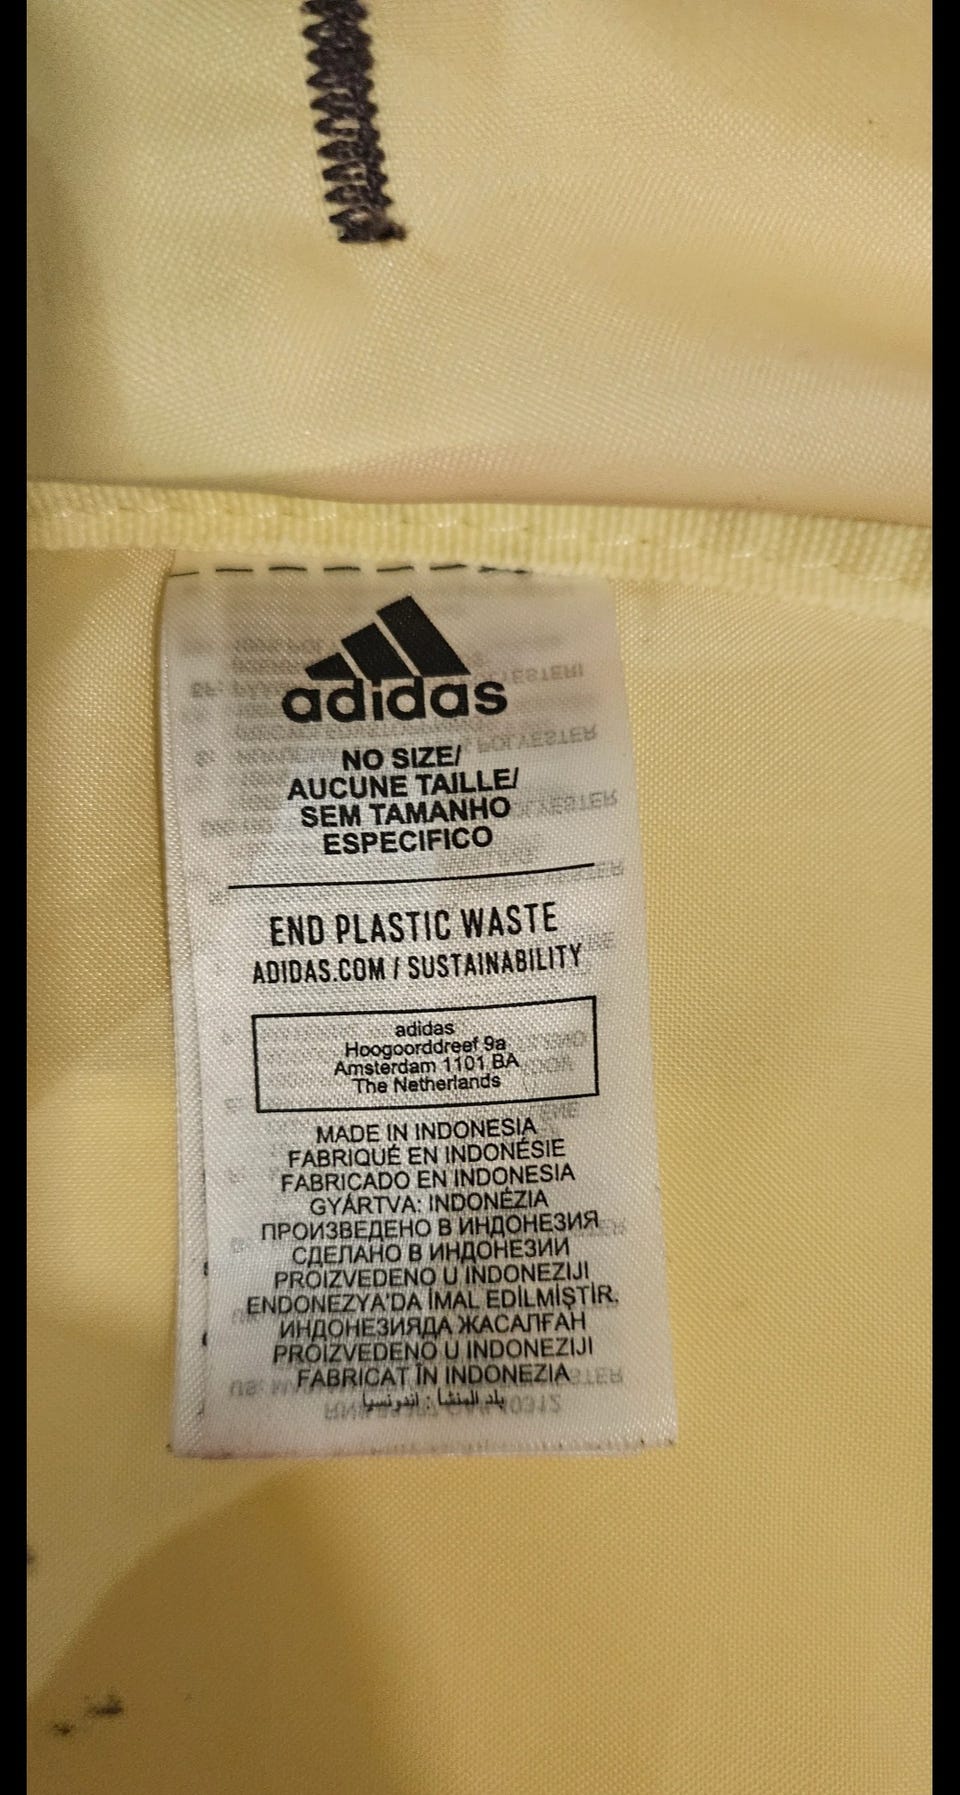 adidas
NO SIZE/
AUCUNE TAILLE/
SEM TAMANHO
ESPECIFICO
END PLASTIC WASTE
ADIDAS.COM / SUSTAINABILITY
adidas
Hoogoorddreef 9a
Amsterdam 1101 BA
The Netherlands
MADE IN INDONESIA
FABRIQUÉ EN INDONÉSIE
FABRICADO EN INDONESIA
GYÁRTVA: INDONÉZIA
ПРОИЗВЕДЕНО В ИНДОНЕЗИЯ
СДЕЛАНО В ИНДОНЕЗИИ
PROIZVEDENO U INDONEZIJI
ENDONEZYA'DA İMAL EDİLMİŞTİR.
ИНДОНЕЗИЯДА ЖАСАЛҒАН
PROIZVEDENO U INDONEZIJI
FABRICAT ÎN INDONEZIA
بلد المنشا : اندونسيا